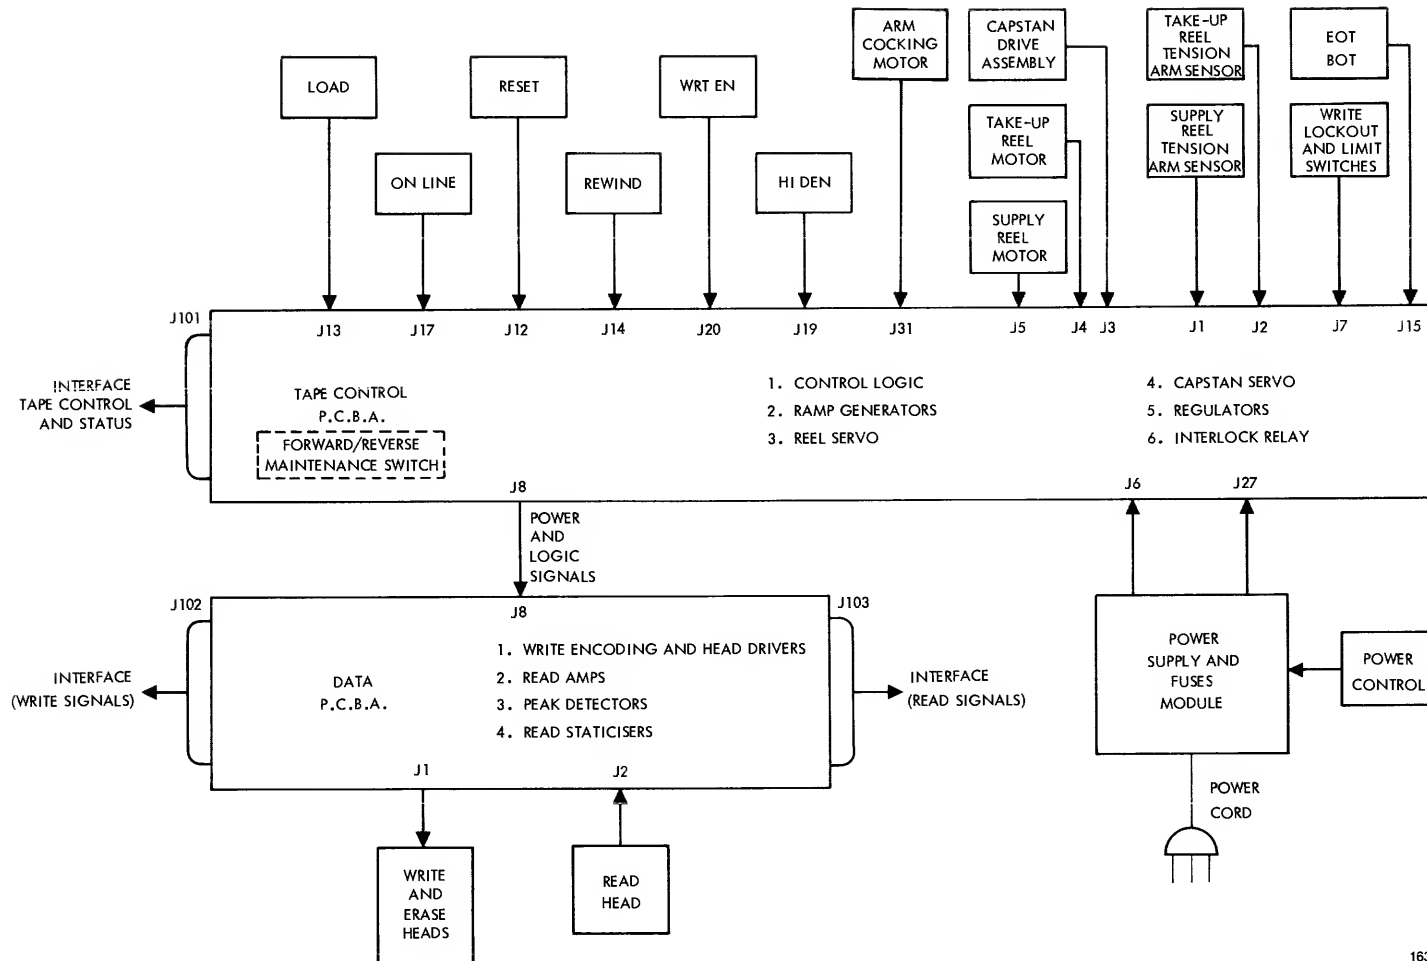 ARM
COCKING
MOTOR
CAPSTAN
DRIVE
ASSEMBLY
TAKE-UP
REEL
TENSION
ARM SENSOR
EOT
BOT
LOAD
RESET
WRT EN
TAKE-UP
REEL
MOTOR
SUPPLY
REEL
TENSION
ARM SENSOR
WRITE
LOCKOUT
AND LIMIT
SWITCHES
ON LINE
REWIND
HI DEN
SUPPLY
REEL
MOTOR
J101
J13
J17
J12
J14
J20
J19
J31
J5
J4
J3
J1
J2
J7
J15
INTERFACE
TAPE CONTROL
AND STATUS
TAPE CONTROL
P.C.B.A.
FORWARD/REVERSE
MAINTENANCE SWITCH
1. CONTROL LOGIC
2. RAMP GENERATORS
3. REEL SERVO
4. CAPSTAN SERVO
5. REGULATORS
6. INTERLOCK RELAY
J8
J6
J27
POWER
AND
LOGIC
SIGNALS
J102
J8
J103
INTERFACE
(WRITE SIGNALS)
DATA
P.C.B.A.
1. WRITE ENCODING AND HEAD DRIVERS
2. READ AMPS
3. PEAK DETECTORS
4. READ STATICISERS
INTERFACE
(READ SIGNALS)
POWER
SUPPLY AND
FUSES
MODULE
POWER
CONTROL
J1
J2
POWER
CORD
WRITE
AND
ERASE
HEADS
READ
HEAD